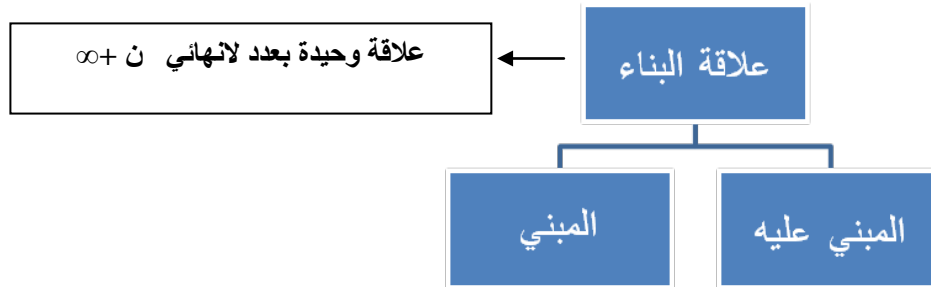 علاقة البناء
علاقة وحيدة بعدد لانهائي ن +∞
المبني عليه
المبني